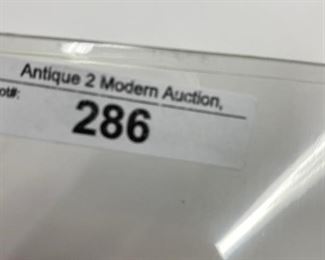 Antique 2 Modern Auction,
ot#:
286